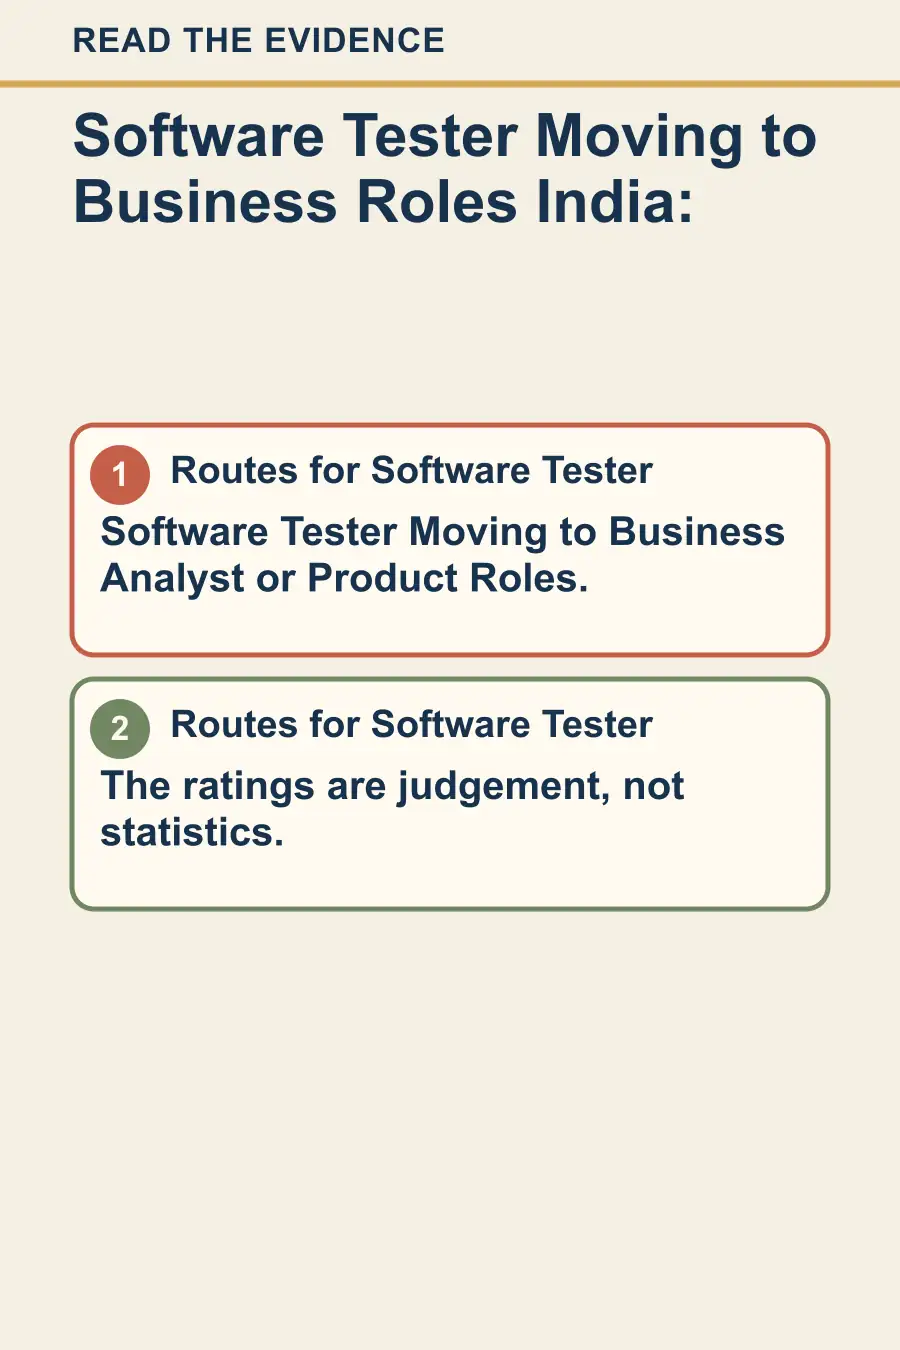 READ THE EVIDENCE
Software Tester Moving to
Business Roles India:
1 Routes for Software Tester
Software Tester Moving to Business
Analyst or Product Roles.
2 Routes for Software Tester
The ratings are judgement, not
statistics.